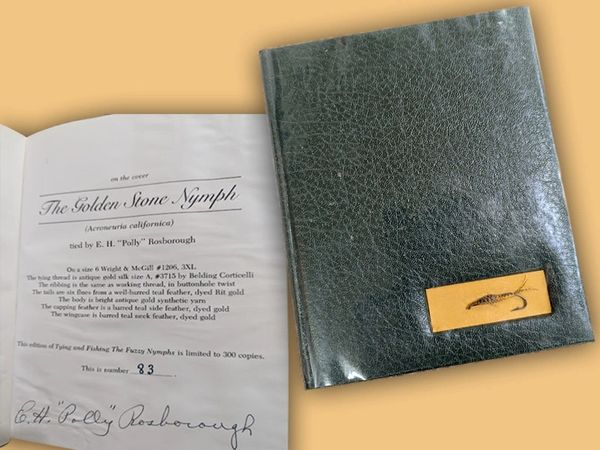 on the cover
The Golden Stone Nymph
(Acroneuria californica)
tied by E. H. "Polly" Rosborough
On a size 6 Wright & McGill #1206, 3XL
The tying thread is antique gold silk size A, #3715 by Belding Corticelli
The ribbing is the same as working thread, in buttonhole twist
The tails are six flues from a well-barred teal feather, dyed Rit gold
The body is bright antique gold synthetic yarn
The capping feather is a barred teal side feather, dyed gold
The wingcase is barred teal neck feather, dyed gold
This edition of Tying and Fishing The Fuzzy Nymphs is limited to 300 copies.
This is number 83.
E.H. "Polly" Rosborough